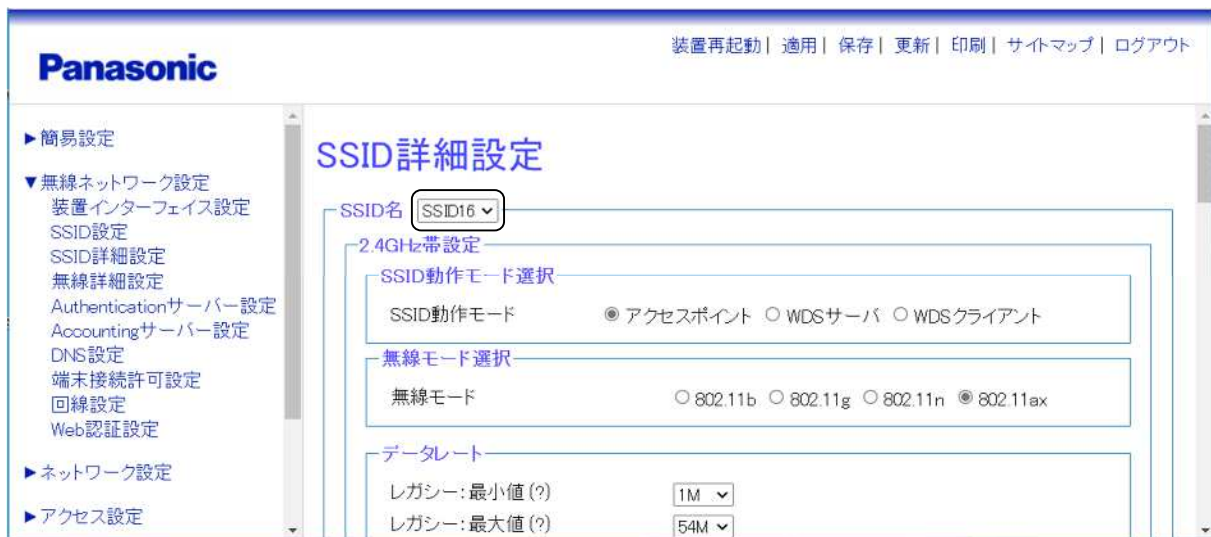 装置再起動| 適用| 保存| 更新| 印刷| サイトマップ| ログアウト
Panasonic
▶簡易設定
▼無線ネットワーク設定
装置インターフェイス設定
SSID設定
SSID詳細設定
無線詳細設定
Authenticationサーバー設定
Accountingサーバー設定
DNS設定
端末接続許可設定
回線設定
Web認証設定
▶ネットワーク設定
▶アクセス設定
SSID詳細設定
SSID名 SSID16
2.4GHz帯設定
SSID動作モード選択
SSID動作モード アクセスポイント WDSサーバ WDSクライアント
無線モード選択
無線モード 802.11b 802.11g 802.11n 802.11ax
データレート
レガシー:最小値(?) 1M
レガシー:最大値(?) 54M